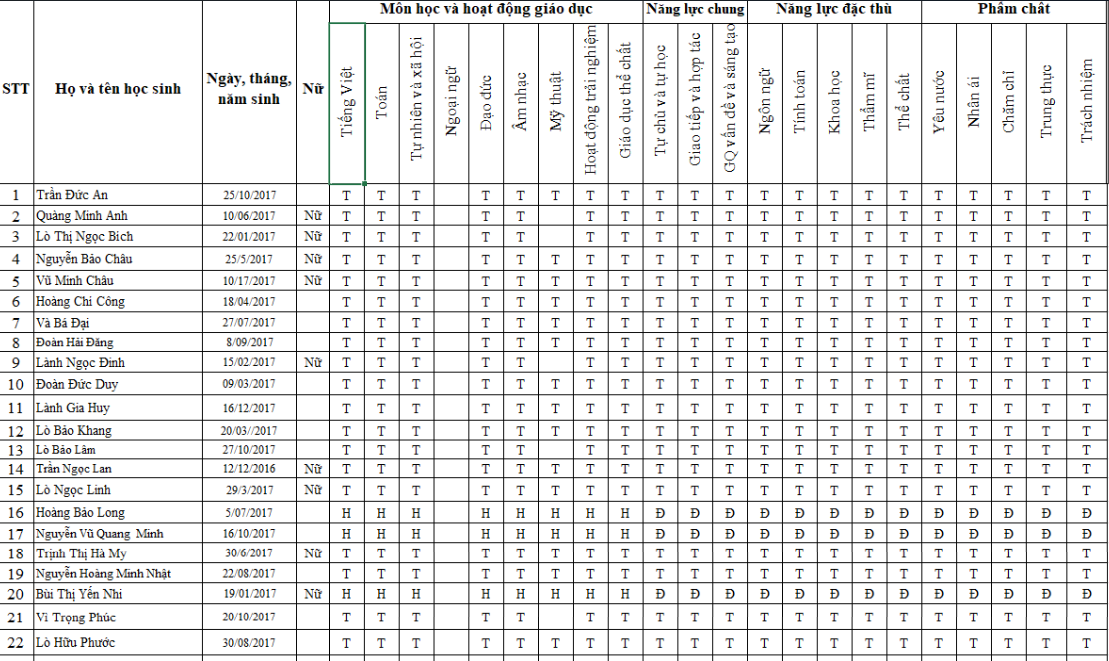 Môn học và hoạt động giáo dục Năng lực chung Năng lực đặc thù Phẩm chất
STT Họ và tên học sinh Ngày, tháng, năm sinh Nữ Tiếng Việt Toán Tự nhiên và xã hội Ngoại ngữ Đạo đức Âm nhạc Mỹ thuật Hoạt động trải nghiệm Giáo dục thể chất Tự chủ và tự học Giao tiếp và hợp tác GQ vấn đề và sáng tạo Ngôn ngữ Tính toán Khoa học Thẩm mĩ Thể chất Yêu nước Nhân ái Chăm chỉ Trung thực Trách nhiệm
1 Trần Đức An 25/10/2017 T T T T T T T T T T T T T T T T T T T T T
2 Quàng Minh Anh 10/06/2017 Nữ T T T T T T T T T T T T T T T T T T T T
3 Lò Thị Ngọc Bích 22/01/2017 Nữ T T T T T T T T T T T T T T T T T T T T
4 Nguyễn Bảo Châu 25/5/2017 Nữ T T T T T T T T T T T T T T T T T T T T T
5 Vũ Minh Châu 10/17/2017 Nữ T T T T T T T T T T T T T T T T T T T T T
6 Hoàng Chí Công 18/04/2017 T T T T T T T T T T T T T T T T T T T T T
7 Và Bá Đại 27/07/2017 T T T T T T T T T T T T T T T T T T T T T
8 Đoàn Hải Đăng 8/09/2017 T T T T T T T T T T T T T T T T T T T T T
9 Lành Ngọc Đinh 15/02/2017 Nữ T T T T T T T T T T T T T T T T T T T T
10 Đoàn Đức Duy 09/03/2017 T T T T T T T T T T T T T T T T T T T T T
11 Lành Gia Huy 16/12/2017 T T T T T T T T T T T T T T T T T T T T T
12 Lò Bảo Khang 20/03//2017 T T T T T T T T T T T T T T T T T T T T T
13 Lò Bảo Lâm 27/10/2017 T T T T T T T T T T T T T T T T T T T T
14 Trần Ngọc Lan 12/12/2016 Nữ T T T T T T T T T T T T T T T T T T T T T
15 Lò Ngọc Linh 29/3/2017 Nữ T T T T T T T T T T T T T T T T T T T T T
16 Hoàng Bảo Long 5/07/2017 H H H H H H H H Đ Đ Đ Đ Đ Đ Đ Đ Đ Đ Đ Đ Đ
17 Nguyễn Vũ Quang Minh 16/10/2017 H H H H H H H H Đ Đ Đ Đ Đ Đ Đ Đ Đ Đ Đ Đ Đ
18 Trịnh Thị Hà My 30/6/2017 Nữ T T T T T T T T T T T T T T T T T T T T T
19 Nguyễn Hoàng Minh Nhật 22/08/2017 T T T T T T T T T T T T T T T T T T T T T
20 Bùi Thị Yến Nhi 19/01/2017 Nữ H H H H H H H H Đ Đ Đ Đ Đ Đ Đ Đ Đ Đ Đ Đ Đ
21 Vì Trọng Phúc 20/10/2017 T T T T T T T T T T T T T T T T T T T T
22 Lò Hữu Phước 30/08/2017 T T T T T T T T T T T T T T T T T T T T T